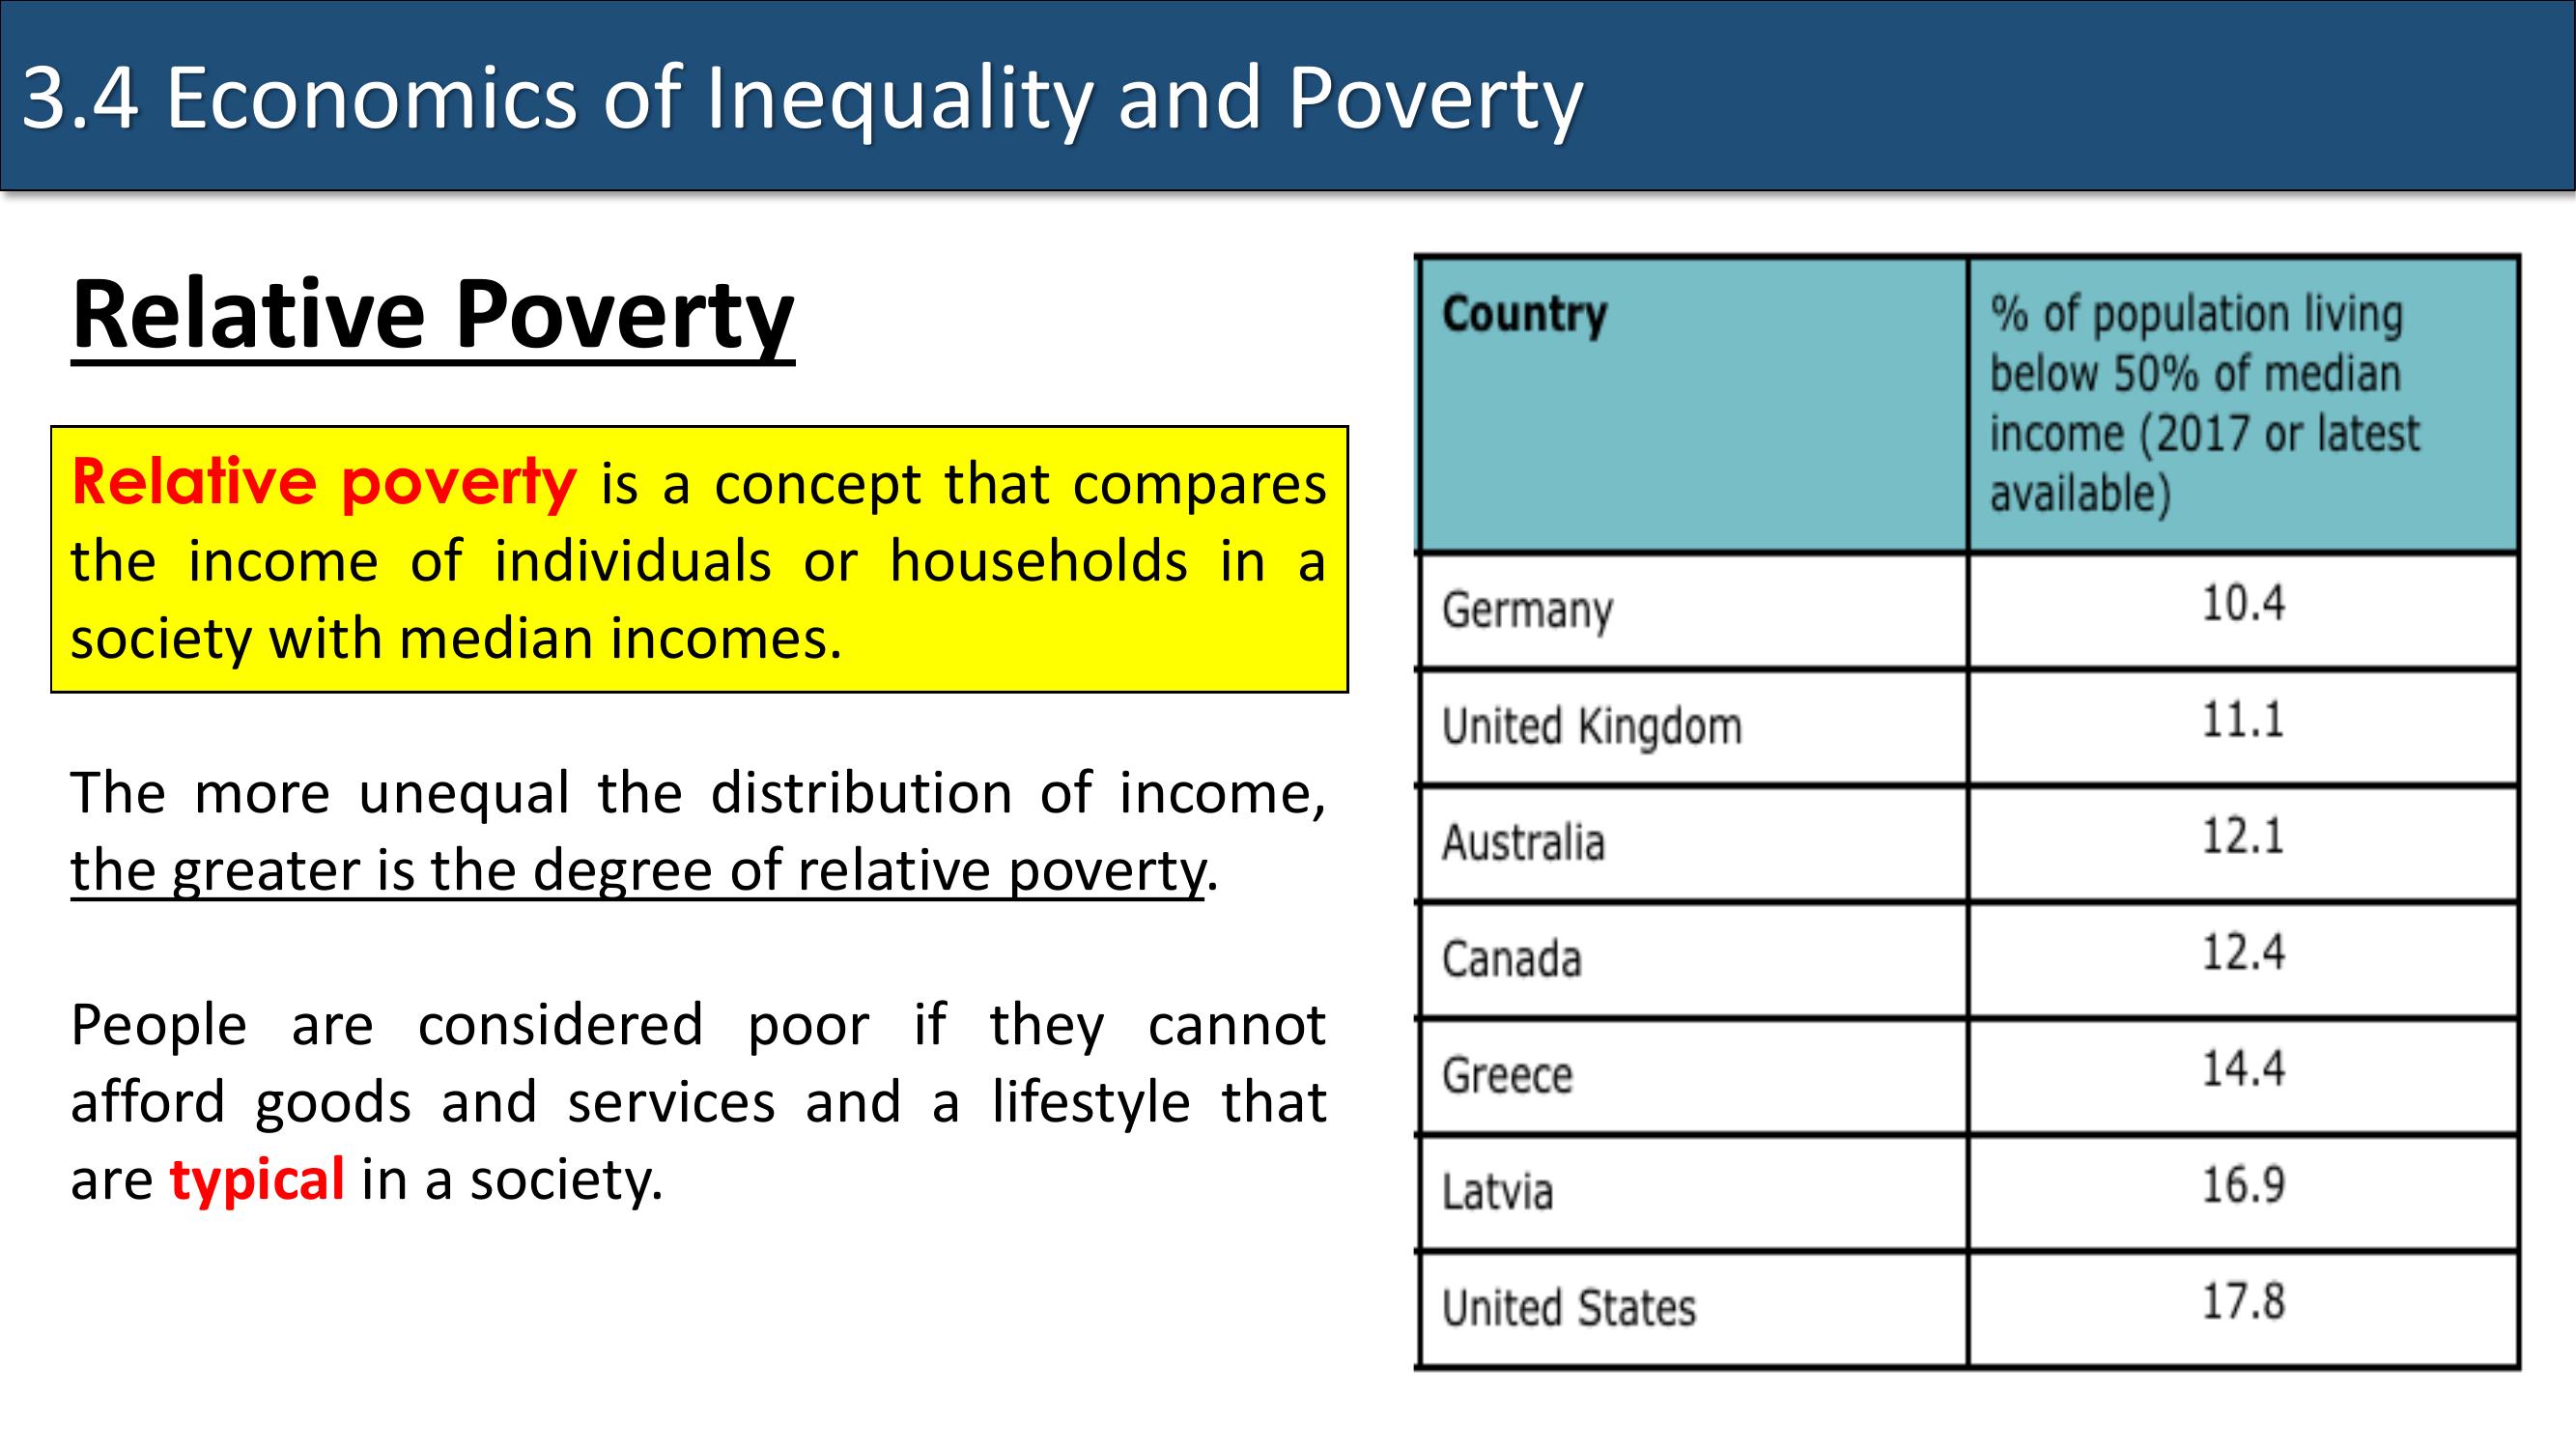 3.4 Economics of Inequality and Poverty
Relative Poverty
Relative poverty is a concept that compares
the income of individuals or households in a
society with median incomes.
The more unequal the distribution of income,
the greater is the degree of relative poverty.
People are considered poor if they cannot
afford goods and services and a lifestyle that
are typical in a society.
Country
% of population living
below 50% of median
income (2017 or latest
available)
Germany 10.4
United Kingdom 11.1
Australia 12.1
Canada 12.4
Greece 14.4
Latvia 16.9
United States 17.8